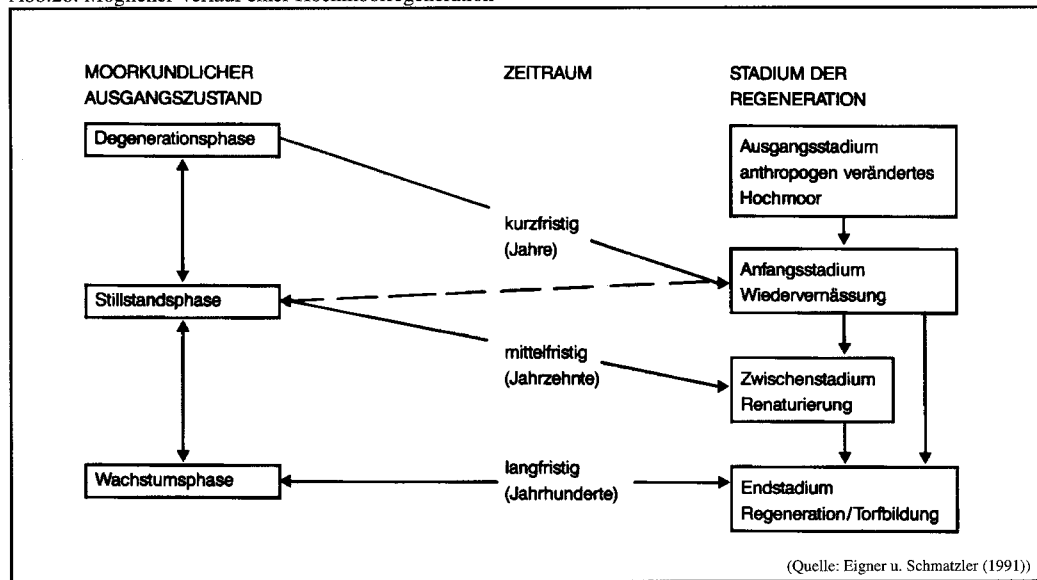 MOORKUNDLICHER
AUSGANGSZUSTAND
ZEITRAUM
STADIUM DER
REGENERATION
Degenerationsphase
Ausgangsstadium
anthropogen verändertes
Hochmoor
kurzfristig
(Jahre)
Anfangsstadium
Wiedervernässung
Stillstandsphase
mittelfristig
(Jahrzehnte)
Zwischenstadium
Renaturierung
Wachstumsphase
langfristig
(Jahrhunderte)
Endstadium
Regeneration/Torfbildung
(Quelle: Eigner u. Schmatzler (1991))